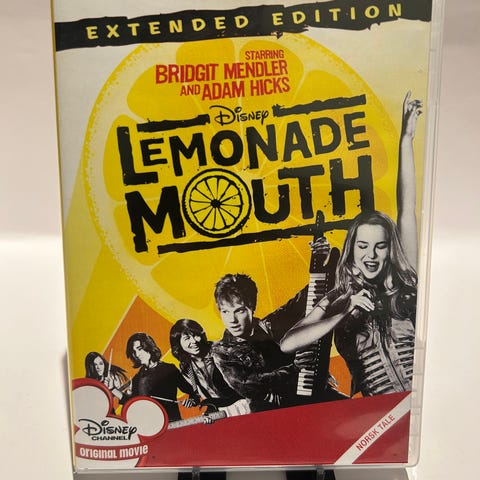 EXTENDED EDITION
STARRING
BRIDGIT MENDLER
AND ADAM HICKS
Disney
LEMONADE
MOUTH
Disney
CHANNEL
ORIGINAL MOVIE
NORSK TALE